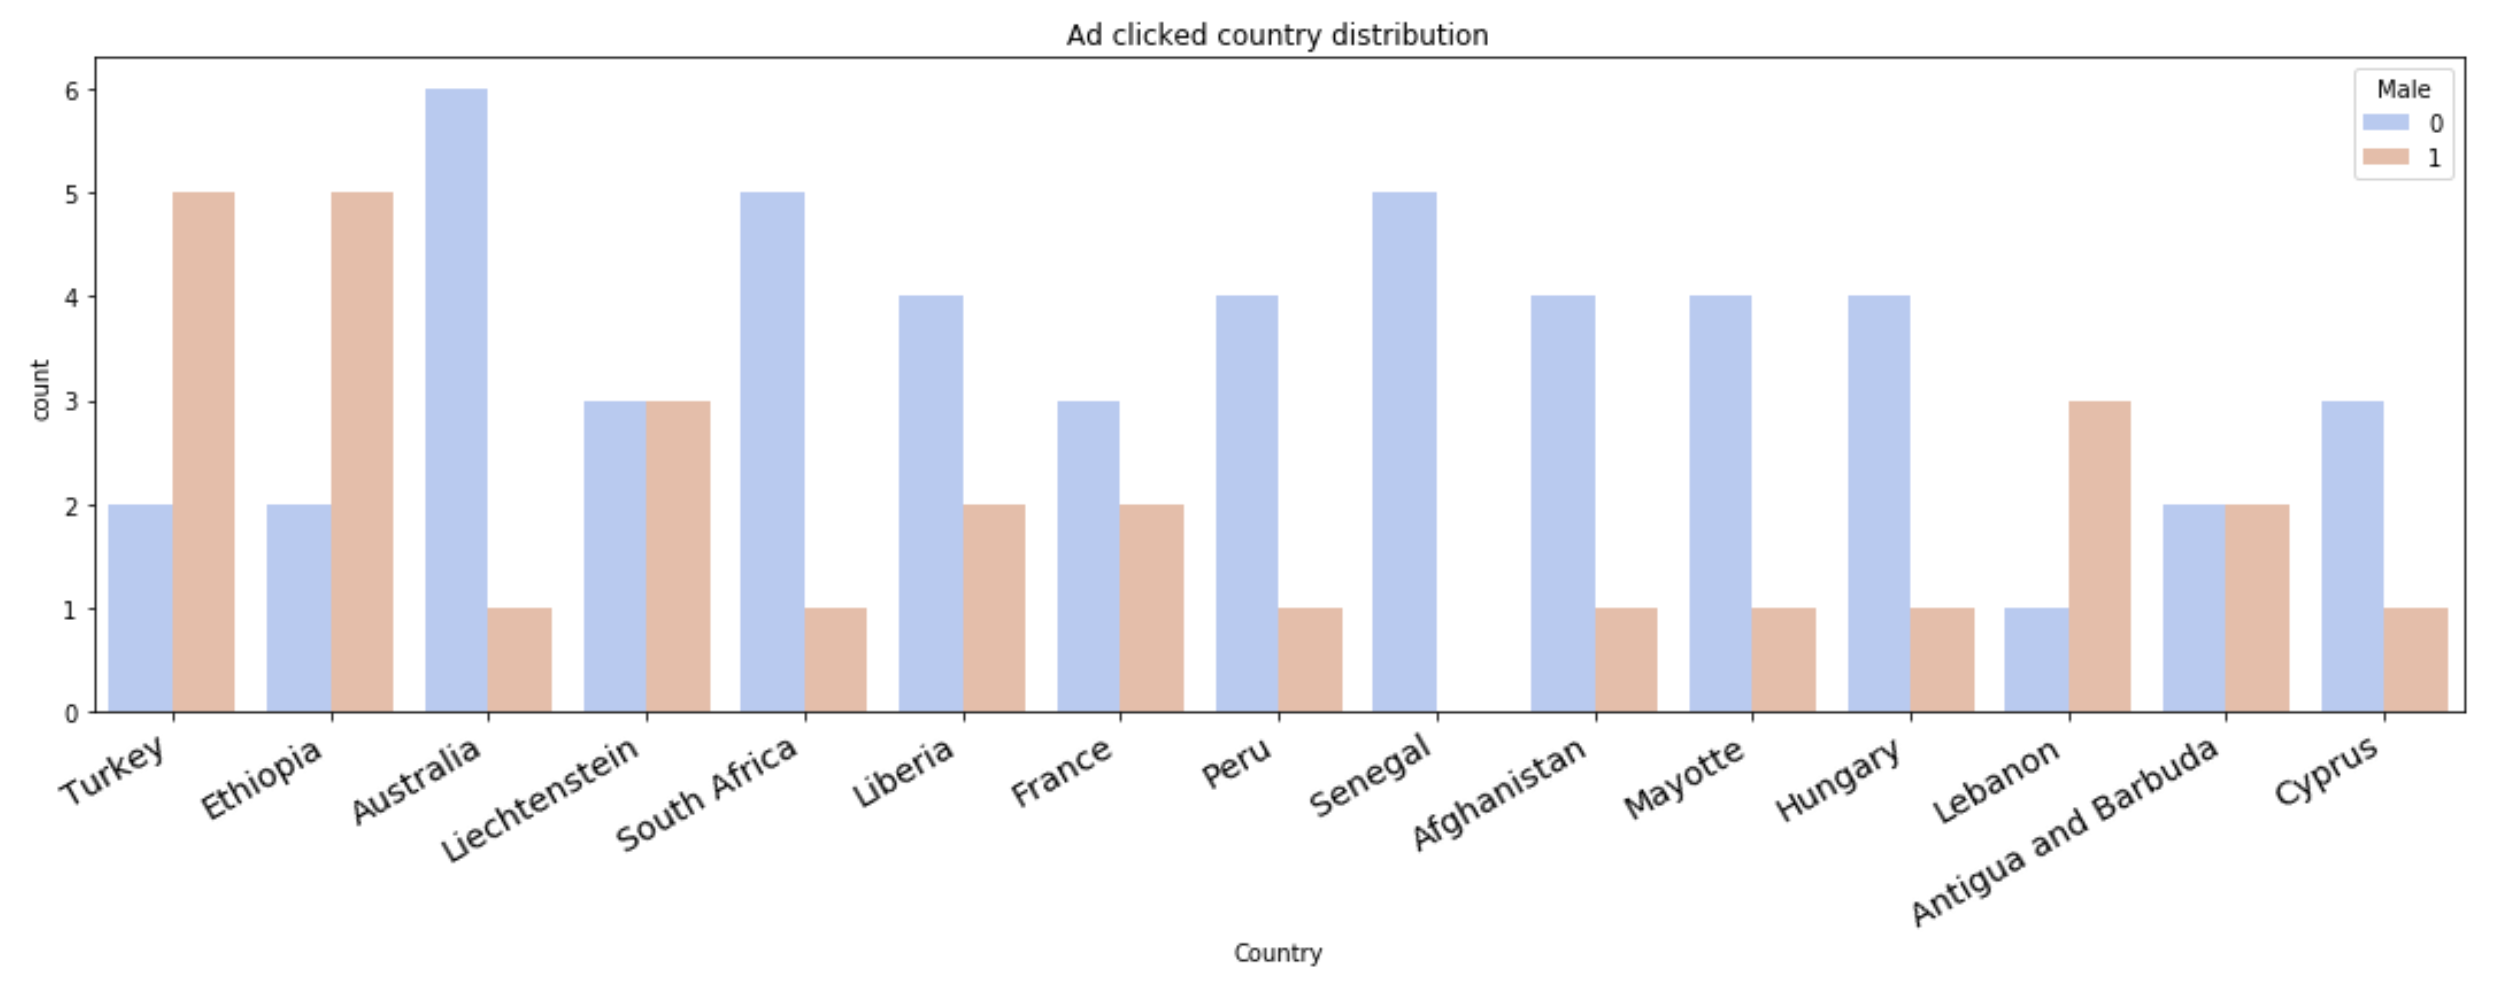 Ad clicked country distribution
Male
0
1
6
5
4
3
2
1
0
count
Turkey
Ethiopia
Australia
Liechtenstein
South Africa
Liberia
France
Peru
Senegal
Afghanistan
Mayotte
Hungary
Lebanon
Antigua and Barbuda
Cyprus
Country